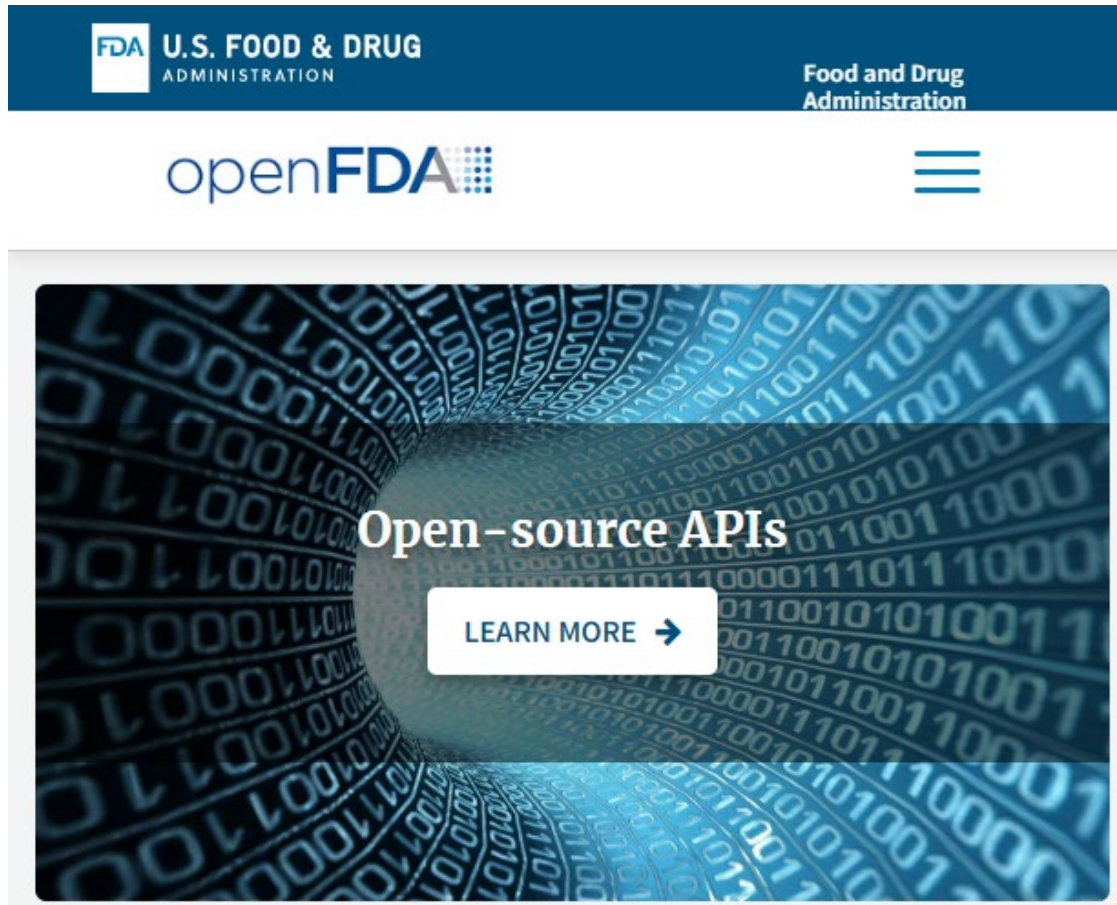 FDA U.S. FOOD & DRUG
ADMINISTRATION
Food and Drug
Administration
openFDA
Open-source APIs
LEARN MORE →